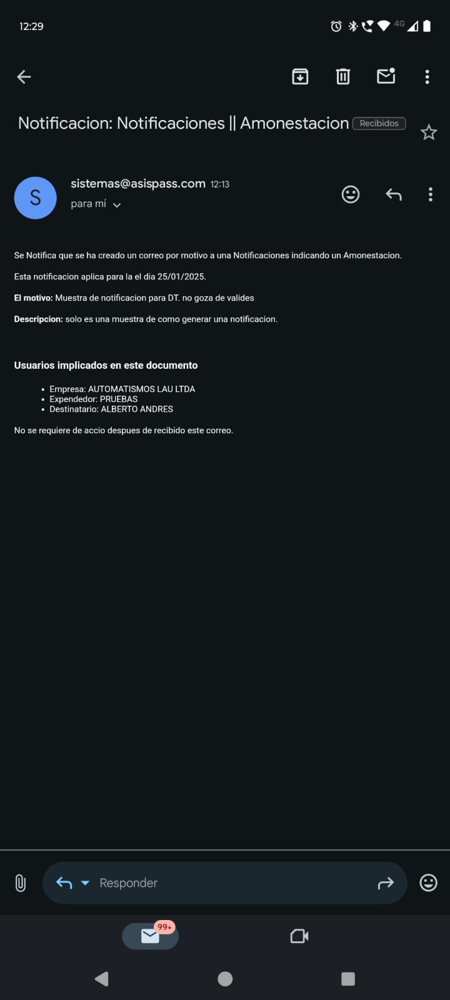 12:29
4G
Notificacion: Notificaciones || Amonestacion Recibidos
S
sistemas@asispass.com 12:13
para mí
Se Notifica que se ha creado un correo por motivo a una Notificaciones indicando un Amonestacion.
Esta notificacion aplica para la el dia 25/01/2025.
El motivo: Muestra de notificacion para DT. no goza de valides
Descripcion: solo es una muestra de como generar una notificacion.
Usuarios implicados en este documento
• Empresa: AUTOMATISMOS LAU LTDA
• Expendedor: PRUEBAS
• Destinatario: ALBERTO ANDRES
No se requiere de accio despues de recibido este correo.
Responder
99+